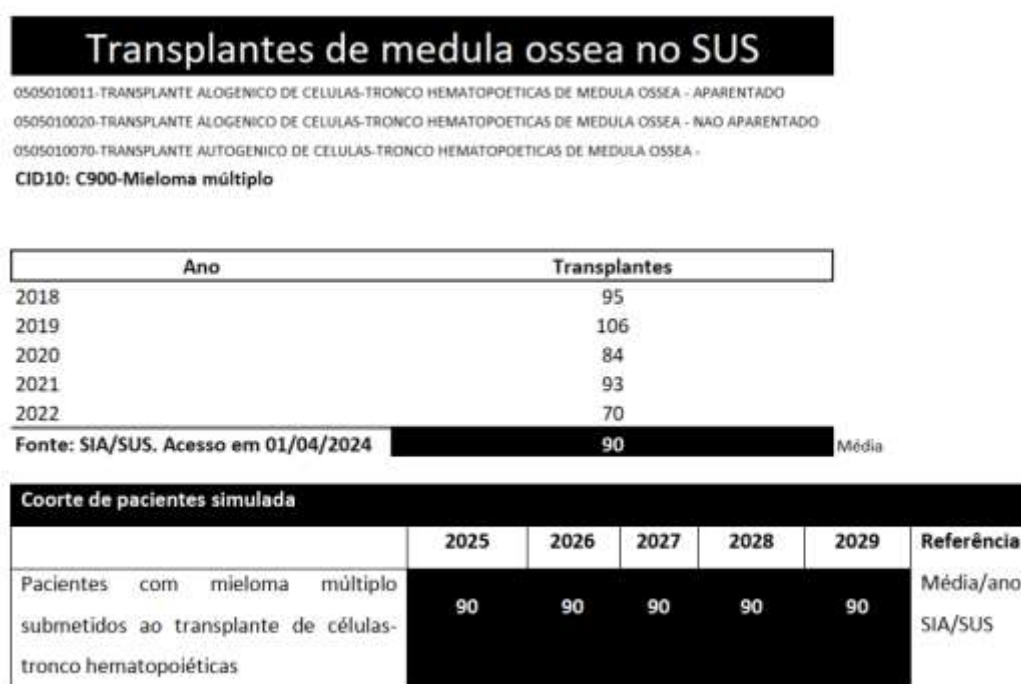 Transplantes de medula ossea no SUS
0505010011-TRANSPLANTE ALOGENICO DE CELULAS-TRONCO HEMATOPOETICAS DE MEDULA OSSEA - APARENTADO
0505010020-TRANSPLANTE ALOGENICO DE CELULAS-TRONCO HEMATOPOETICAS DE MEDULA OSSEA - NAO APARENTADO
0505010070-TRANSPLANTE AUTOGENICO DE CELULAS-TRONCO HEMATOPOETICAS DE MEDULA OSSEA -
CID10: C900-Mieloma múltiplo
Ano Transplantes
2018 95
2019 106
2020 84
2021 93
2022 70
Fonte: SIA/SUS. Acesso em 01/04/2024 90 Média
Coorte de pacientes simulada
2025 2026 2027 2028 2029 Referência
Pacientes com mieloma múltiplo
submetidos ao transplante de células-
tronco hematopoiéticas
90 90 90 90 90
Média/ano
SIA/SUS